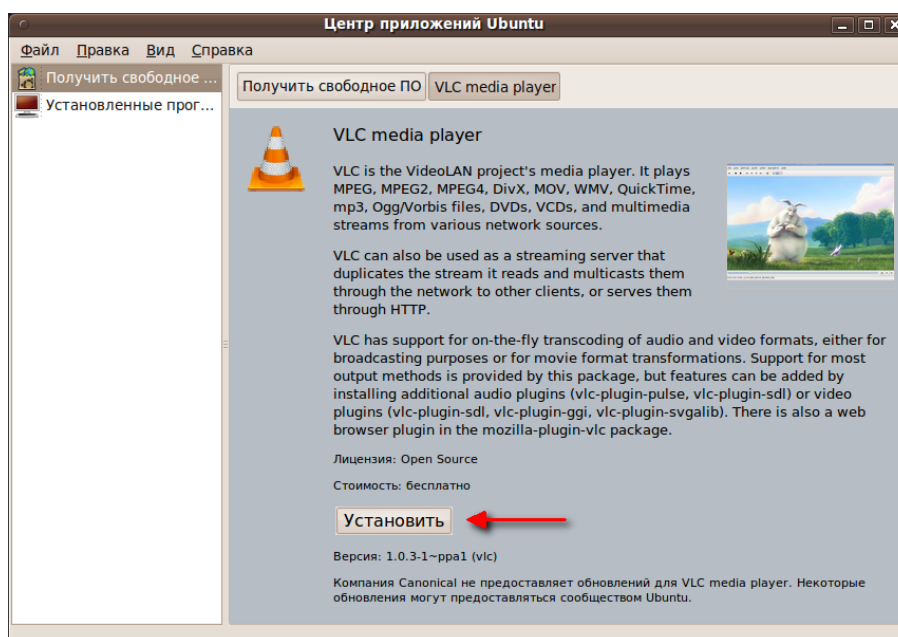 Центр приложений Ubuntu
Файл Правка Вид Справка
Получить свободное ...
Установленные прог...
Получить свободное ПО VLC media player
VLC media player
VLC is the VideoLAN project's media player. It plays
MPEG, MPEG2, MPEG4, DivX, MOV, WMV, QuickTime,
mp3, Ogg/Vorbis files, DVDs, VCDs, and multimedia
streams from various network sources.
VLC can also be used as a streaming server that
duplicates the stream it reads and multicasts them
through the network to other clients, or serves them
through HTTP.
VLC has support for on-the-fly transcoding of audio and video formats, either for
broadcasting purposes or for movie format transformations. Support for most
output methods is provided by this package, but features can be added by
installing additional audio plugins (vlc-plugin-pulse, vlc-plugin-sdl) or video
plugins (vlc-plugin-sdl, vlc-plugin-ggi, vlc-plugin-svgalib). There is also a web
browser plugin in the mozilla-plugin-vlc package.
Лицензия: Open Source
Стоимость: бесплатно
Установить
Версия: 1.0.3-1~ppa1 (vlc)
Компания Canonical не предоставляет обновлений для VLC media player. Некоторые
обновления могут предоставляться сообществом Ubuntu.